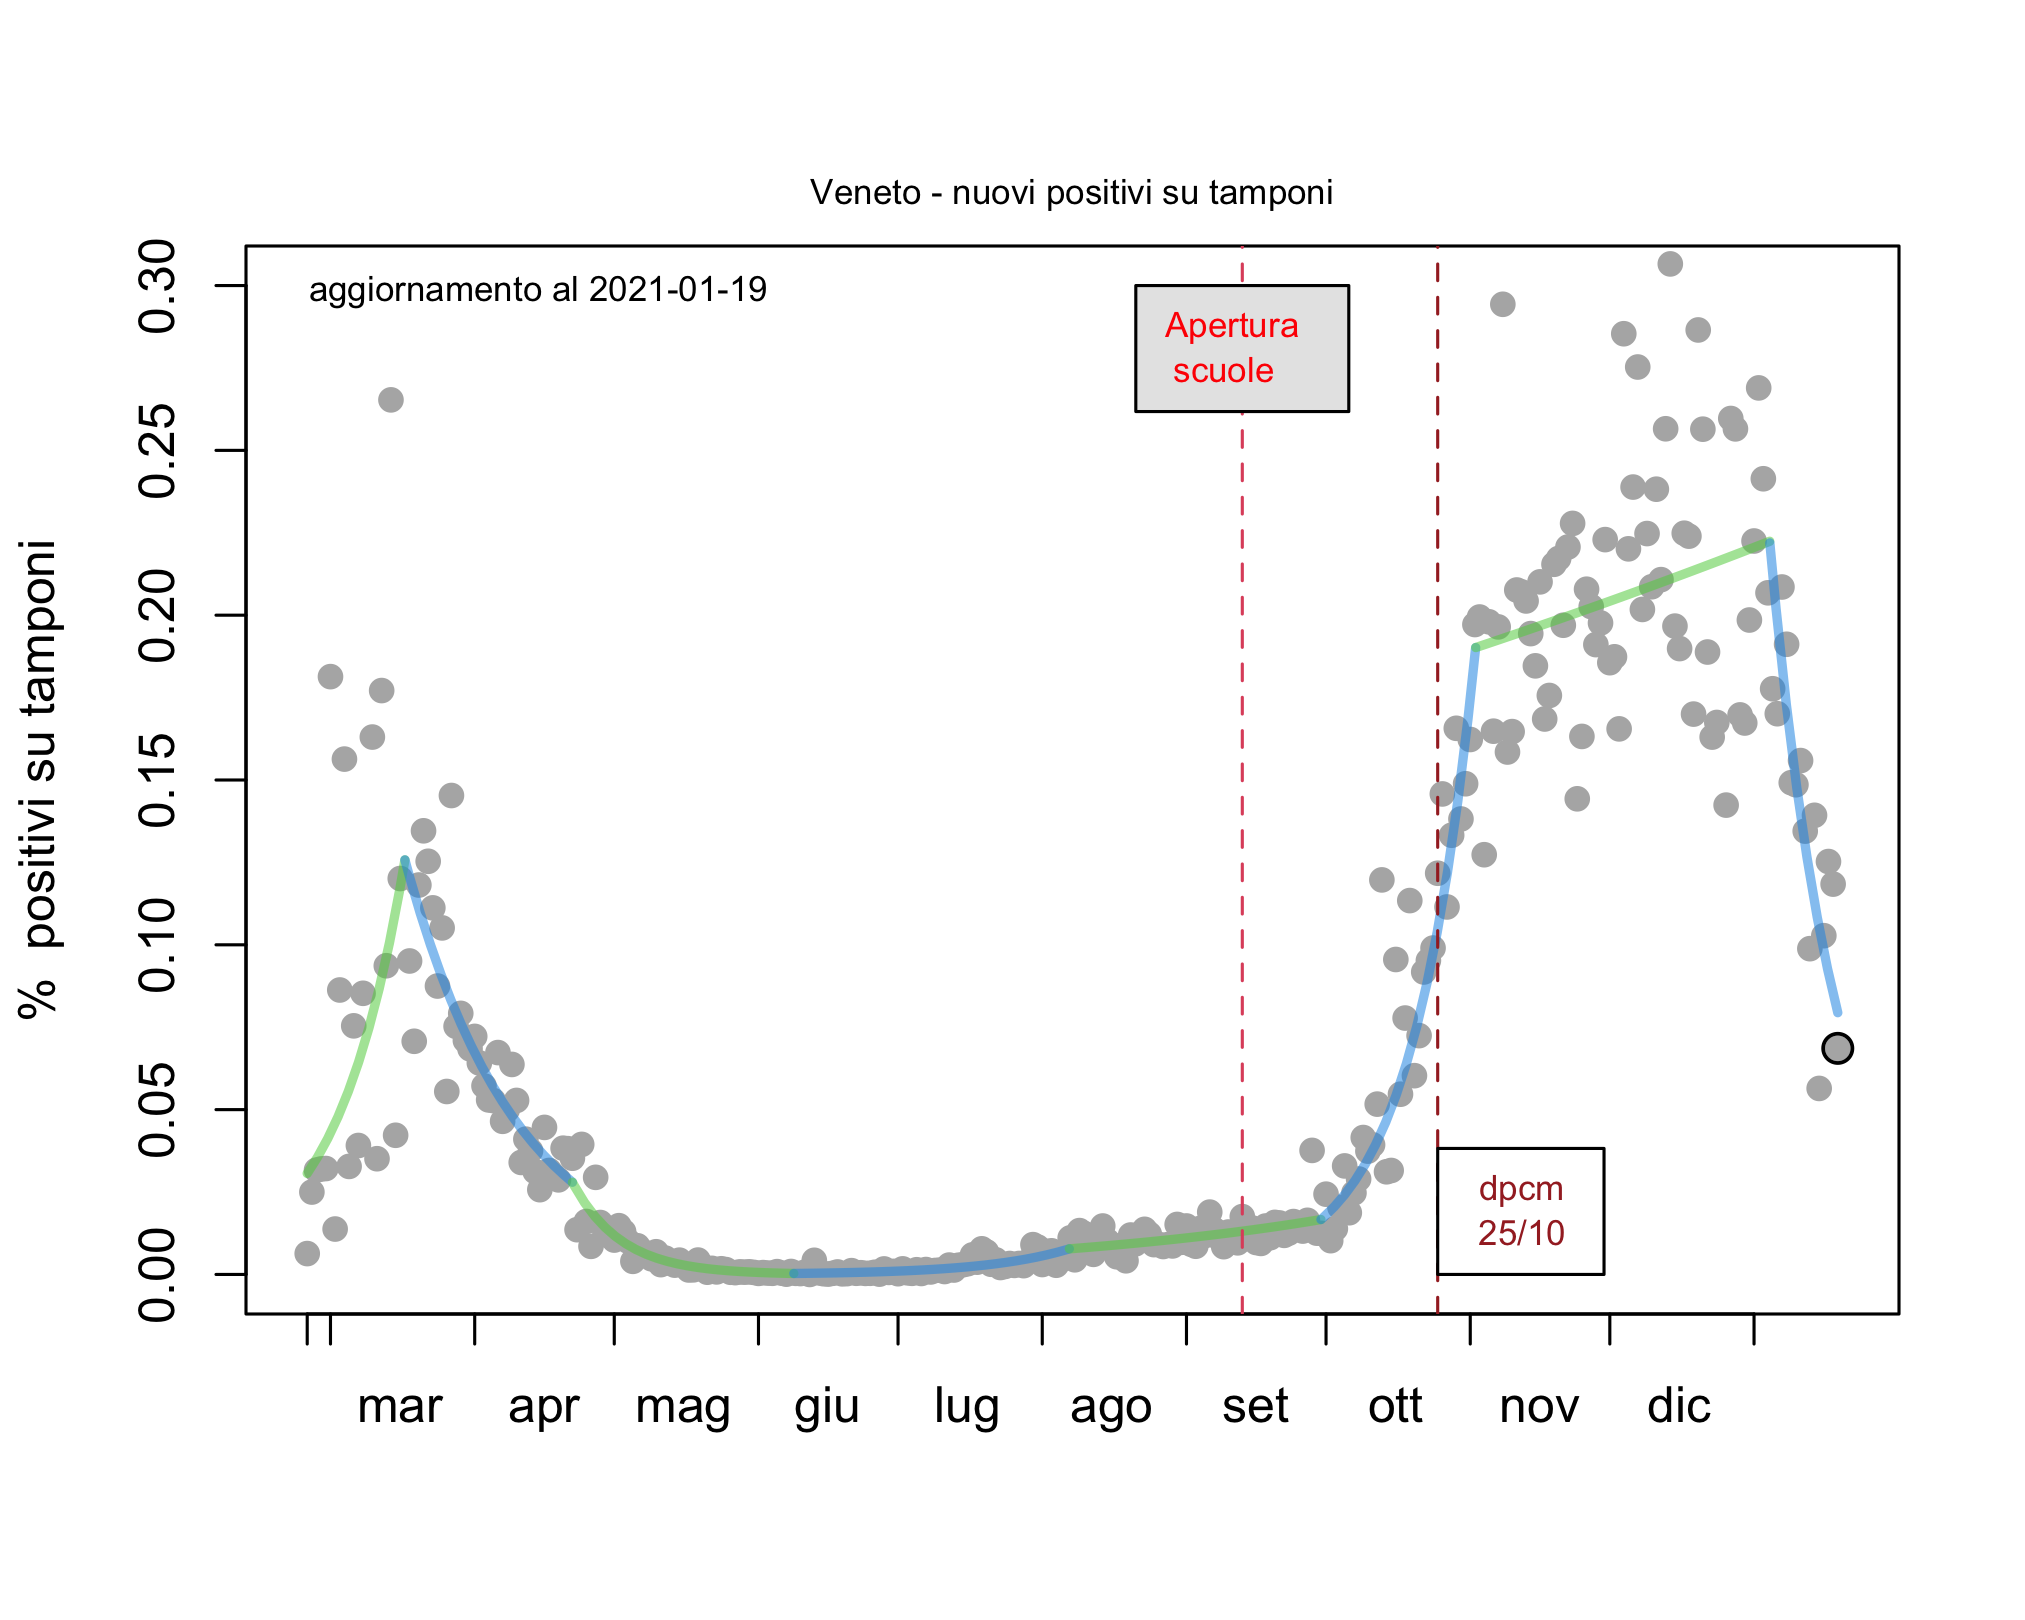 Veneto - nuovi positivi su tamponi
aggiornamento al 2021-01-19
Apertura
scuole
dpcm
25/10
% positivi su tamponi
0.30
0.25
0.20
0.15
0.10
0.05
0.00
mar apr mag giu lug ago set ott nov dic